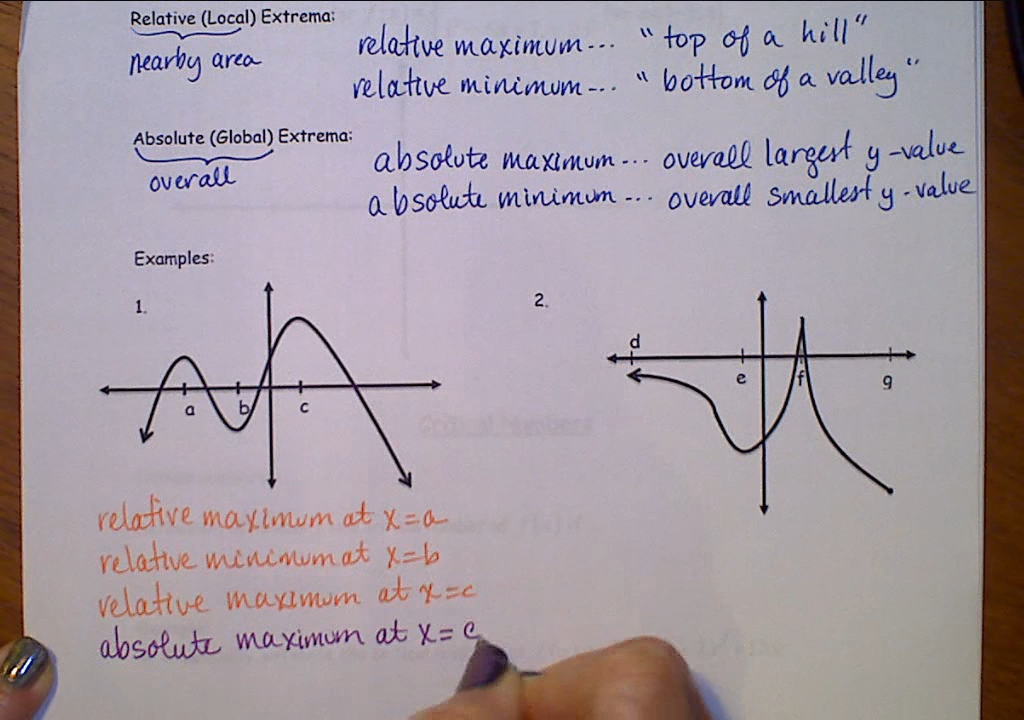 Relative (Local) Extrema:
nearby area
relative maximum... "top of a hill"
relative minimum... "bottom of a valley"
Absolute (Global) Extrema:
overall
absolute maximum... overall largest y-value
absolute minimum... overall smallest y-value
Examples:
1.
a b c
2.
d
e f g
relative maximum at x=a
relative minimum at x=b
relative maximum at x=c
absolute maximum at x=c